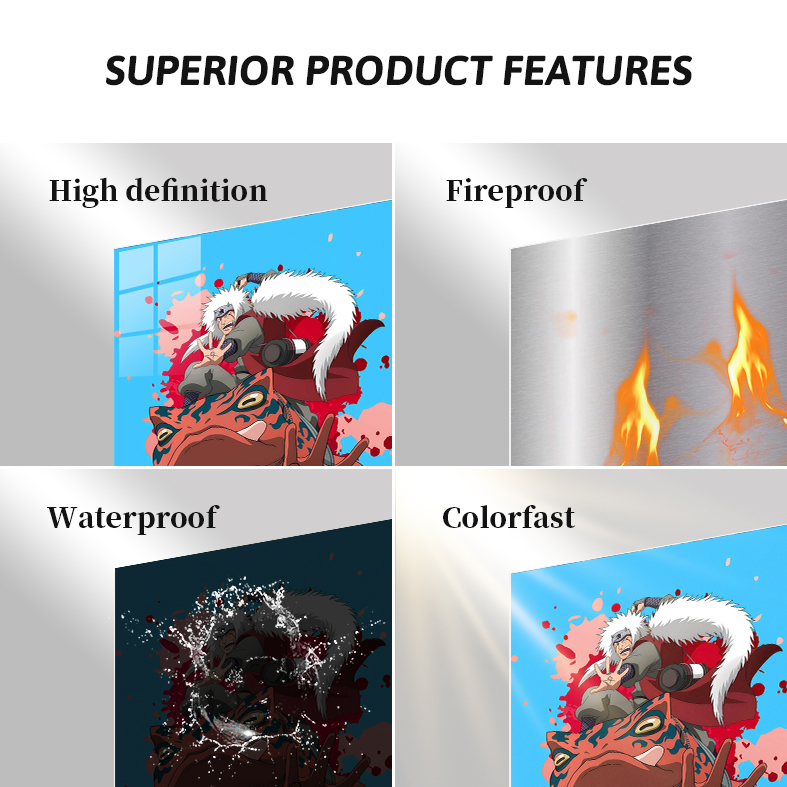 SUPERIOR PRODUCT FEATURES
High definition
Fireproof
Waterproof
Colorfast